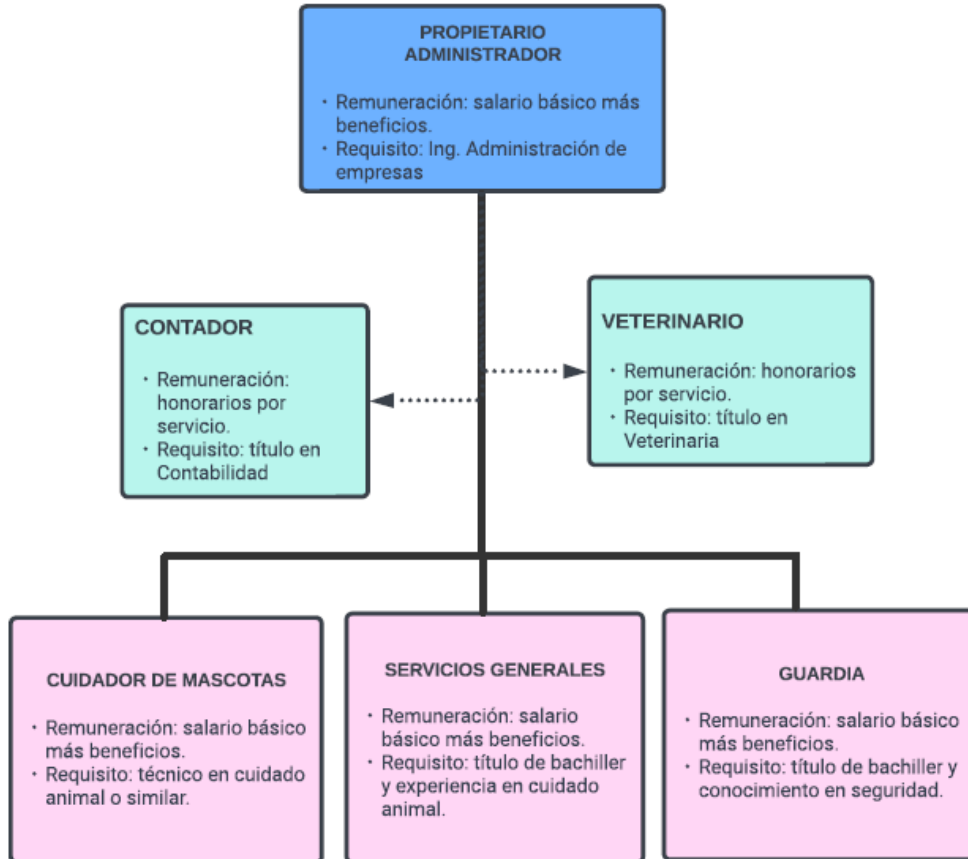 PROPIETARIO
ADMINISTRADOR
· Remuneración: salario básico más
beneficios.
· Requisito: Ing. Administración de
empresas
CONTADOR
· Remuneración:
honorarios por
servicio.
· Requisito: título en
Contabilidad
VETERINARIO
· Remuneración: honorarios
por servicio.
· Requisito: título en
Veterinaria
CUIDADOR DE MASCOTAS
· Remuneración: salario básico
más beneficios.
· Requisito: técnico en cuidado
animal o similar.
SERVICIOS GENERALES
· Remuneración: salario
básico más beneficios.
· Requisito: título de bachiller
y experiencia en cuidado
animal.
GUARDIA
· Remuneración: salario básico
más beneficios.
· Requisito: título de bachiller y
conocimiento en seguridad.